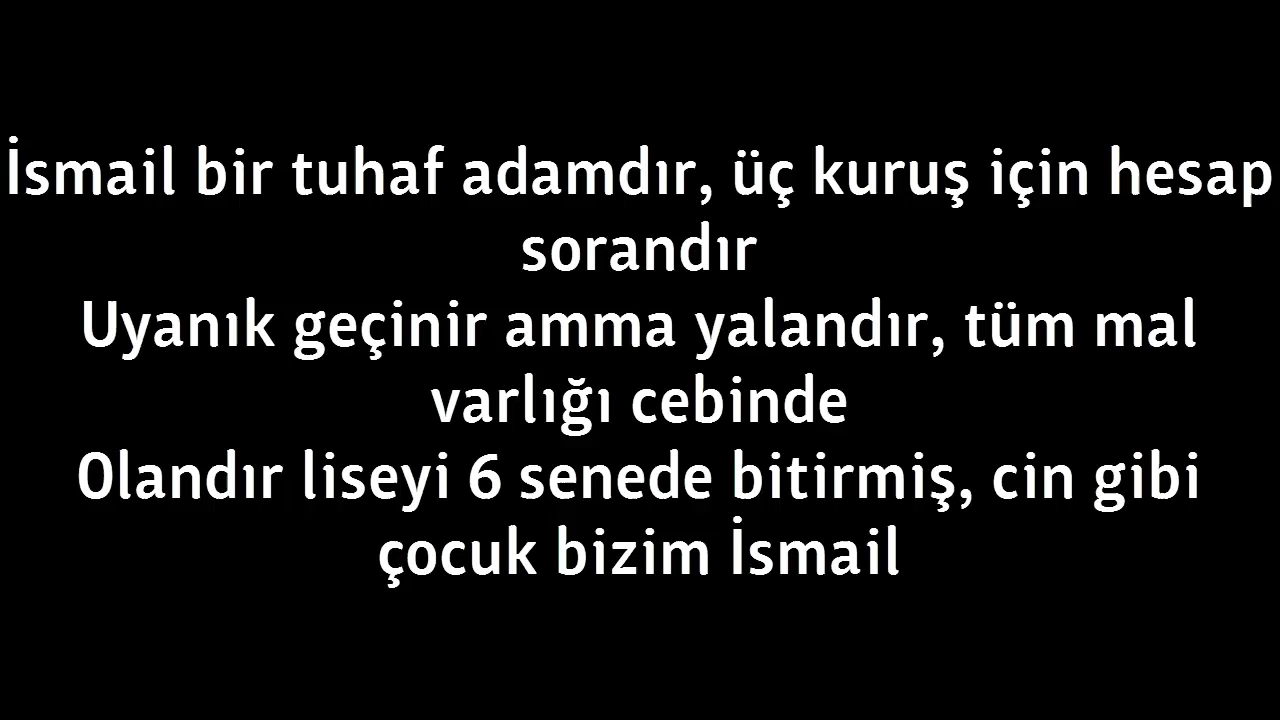 İsmail bir tuhaf adamdır, üç kuruş için hesap
sorandır
Uyanık geçinir amma yalandır, tüm mal
varlığı cebinde
Olandır liseyi 6 senede bitirmiş, cin gibi
çocuk bizim İsmail